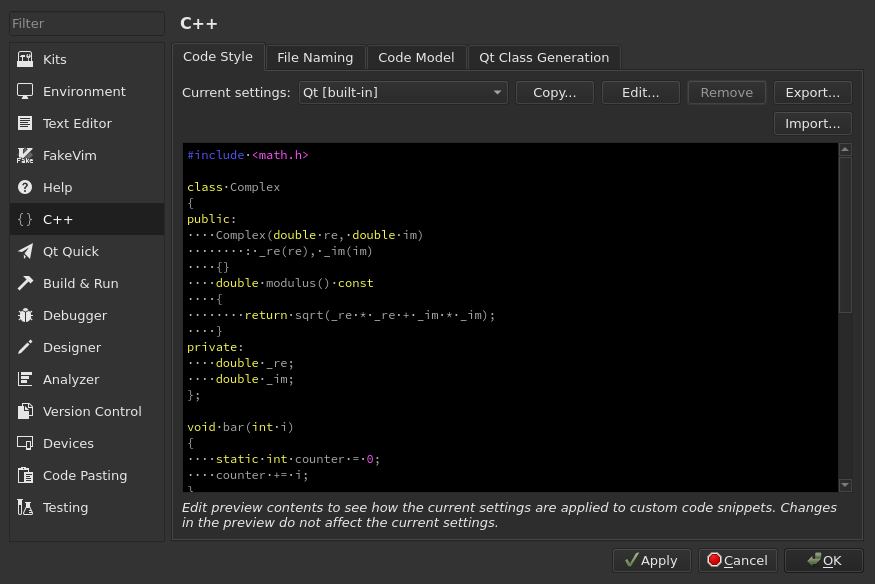 Filter
C++
Kits
Environment
Text Editor
FakeVim
Help
C++
Qt Quick
Build & Run
Debugger
Designer
Analyzer
Version Control
Devices
Code Pasting
Testing
Code Style File Naming Code Model Qt Class Generation
Current settings: Qt [built-in] Copy... Edit... Remove Export...
Import...
#include·<math.h>
class·Complex
{
public:
····Complex(double·re,·double·im)
········:·_re(re),·_im(im)
····{}
····double·modulus()·const
····{
········return·sqrt(_re·*·_re·+·_im·*·_im);
····}
private:
····double·_re;
····double·_im;
};
void·bar(int·i)
{
····static·int·counter·=·0;
····counter·+=·i;
}
Edit preview contents to see how the current settings are applied to custom code snippets. Changes
in the preview do not affect the current settings.
Apply Cancel OK